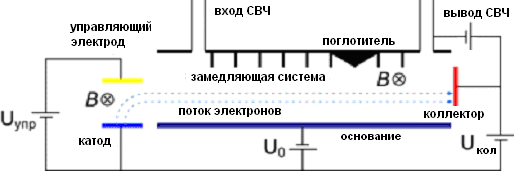 вход СВЧ
вывод СВЧ
управляющий
электрод
поглотитель
замедляющая система
B⊗
B⊗
Uупр
поток электронов
коллектор
катод
основание
U0
Uкол